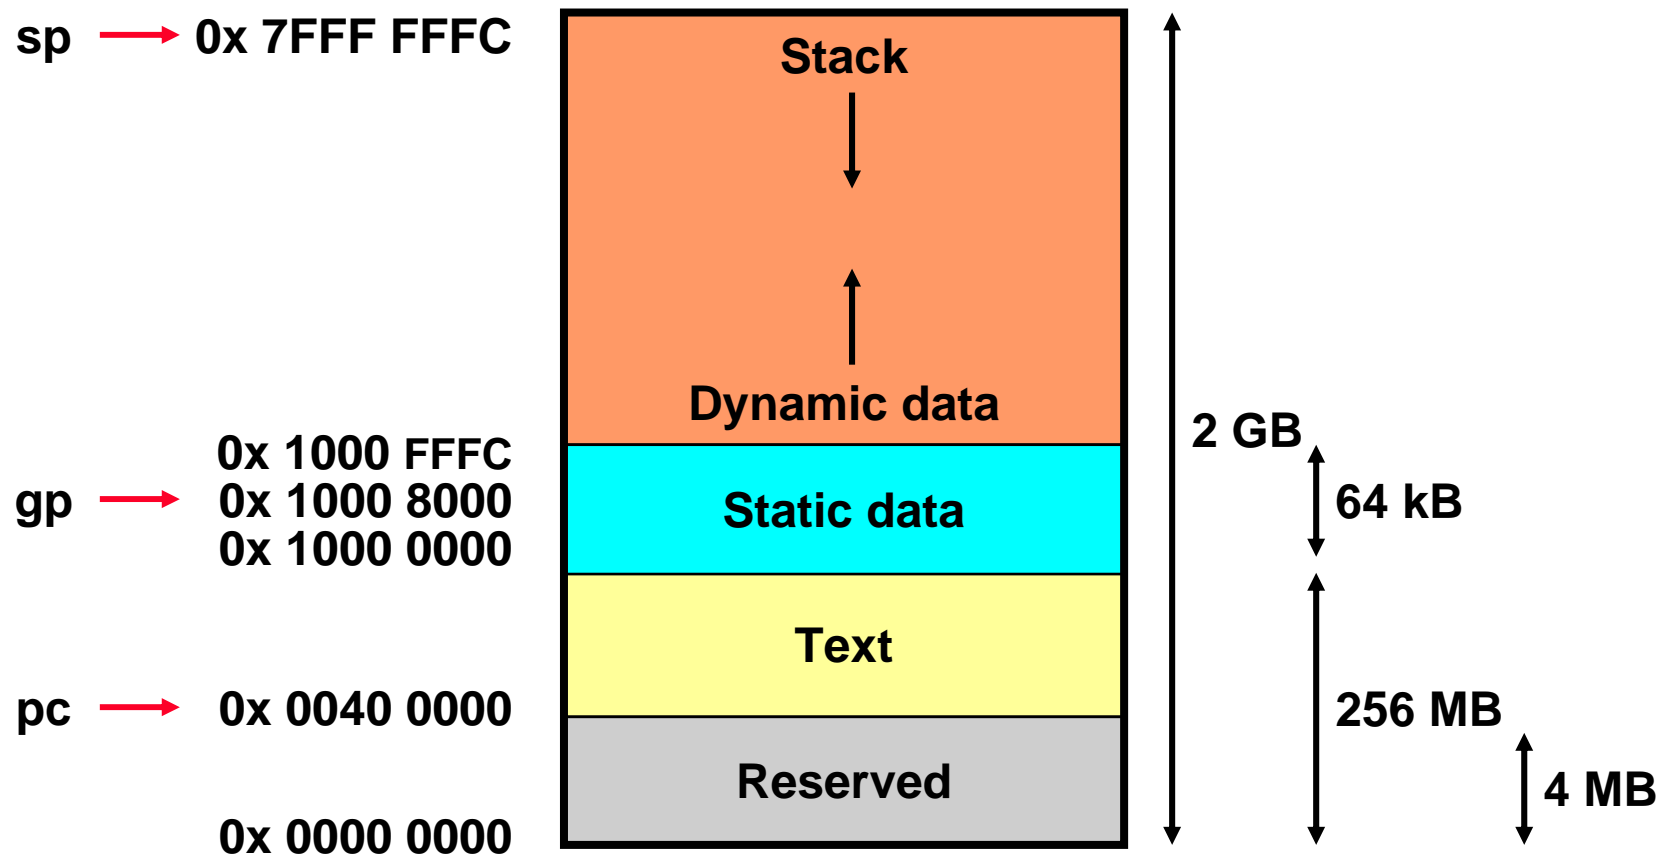 sp 0x 7FFF FFFC
Stack
Dynamic data
2 GB
0x 1000 FFFC
gp 0x 1000 8000
Static data
64 kB
0x 1000 0000
Text
pc 0x 0040 0000
256 MB
Reserved
4 MB
0x 0000 0000